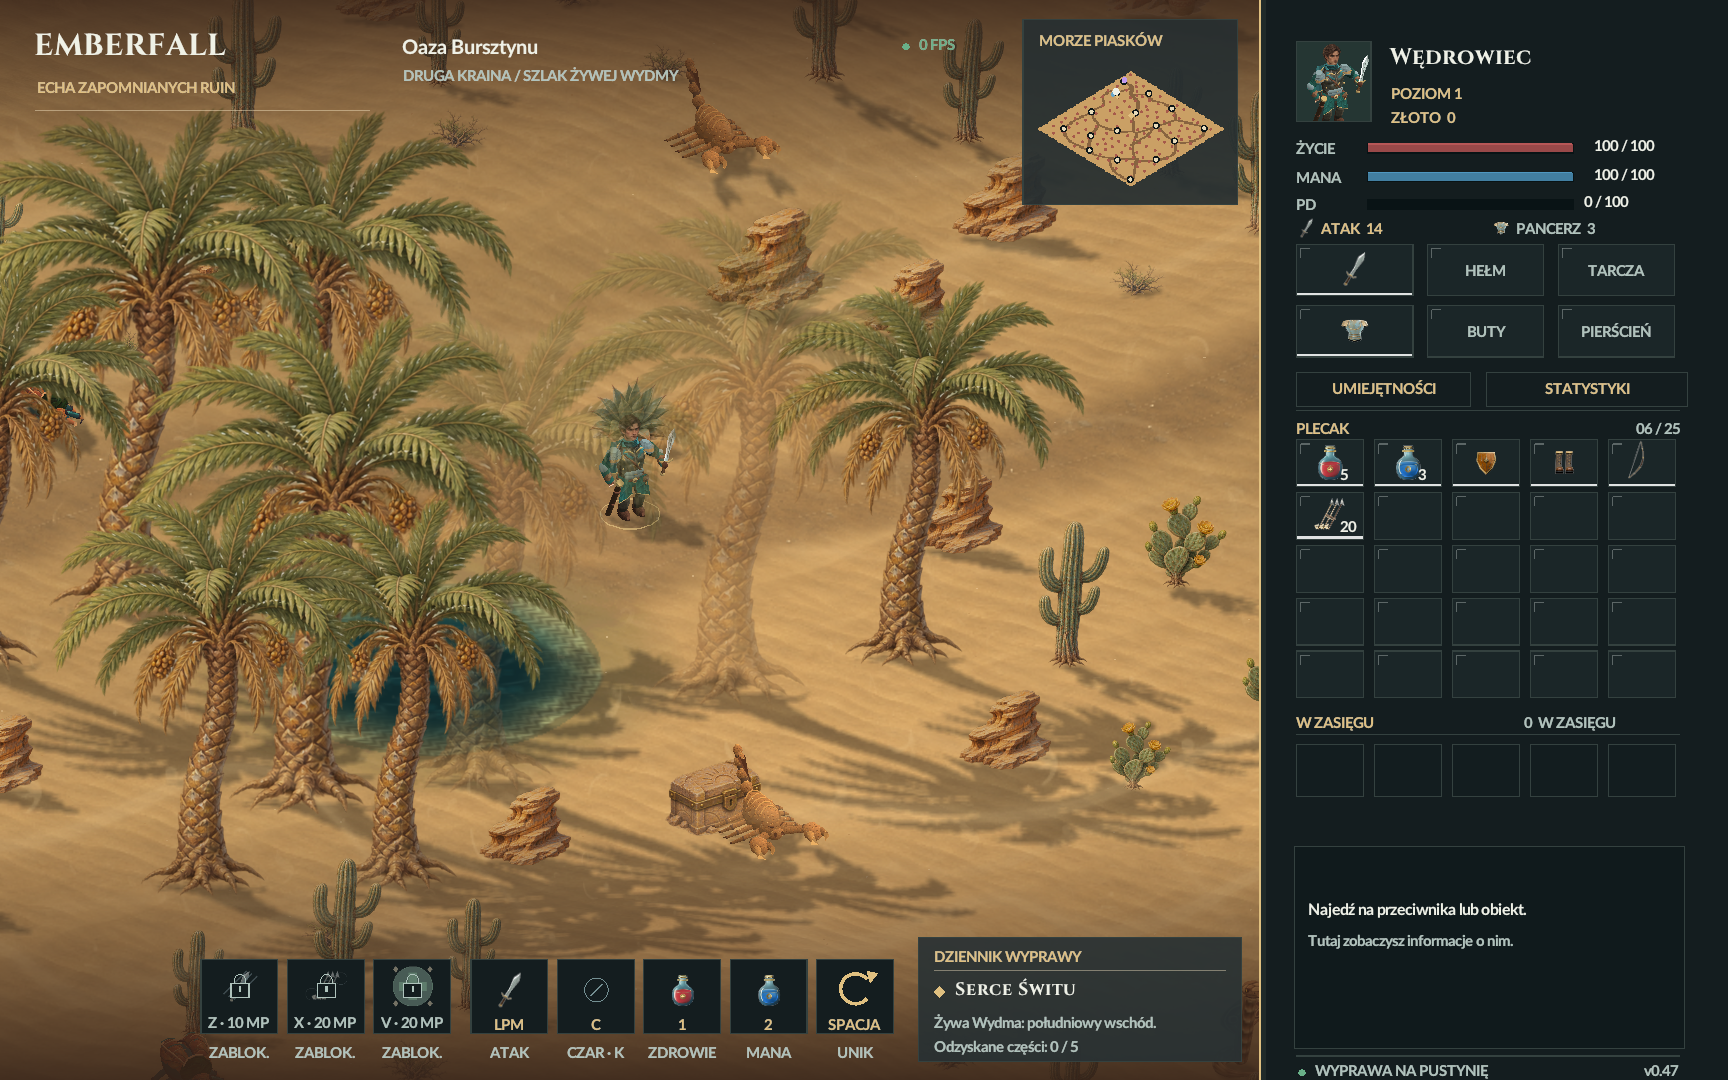 EMBERFALL
ECHA ZAPOMNIANYCH RUIN
Oaza Bursztynu
DRUGA KRAINA / SZLAK ŻYWEJ WYDMY
0 FPS
MORZE PIASKÓW
WĘDROWIEC
POZIOM 1
ZŁOTO 0
ŻYCIE 100 / 100
MANA 100 / 100
PD 0 / 100
ATAK 14 PANCERZ 3
HEŁM TARCZA
BUTY PIERŚCIEŃ
UMIEJĘTNOŚCI STATYSTYKI
PLECAK 06 / 25
5 3
20
W ZASIĘGU 0 W ZASIĘGU
Najedź na przeciwnika lub obiekt.
Tutaj zobaczysz informacje o nim.
WYPRAWA NA PUSTYNIĘ v0.47
Z · 10 MP X · 20 MP V · 20 MP LPM C 1 2 SPACJA
ZABLOK. ZABLOK. ZABLOK. ATAK CZAR · K ZDROWIE MANA UNIK
DZIENNIK WYPRAWY
SERCE ŚWITU
Żywa Wydma: południowy wschód.
Odzyskane części: 0 / 5